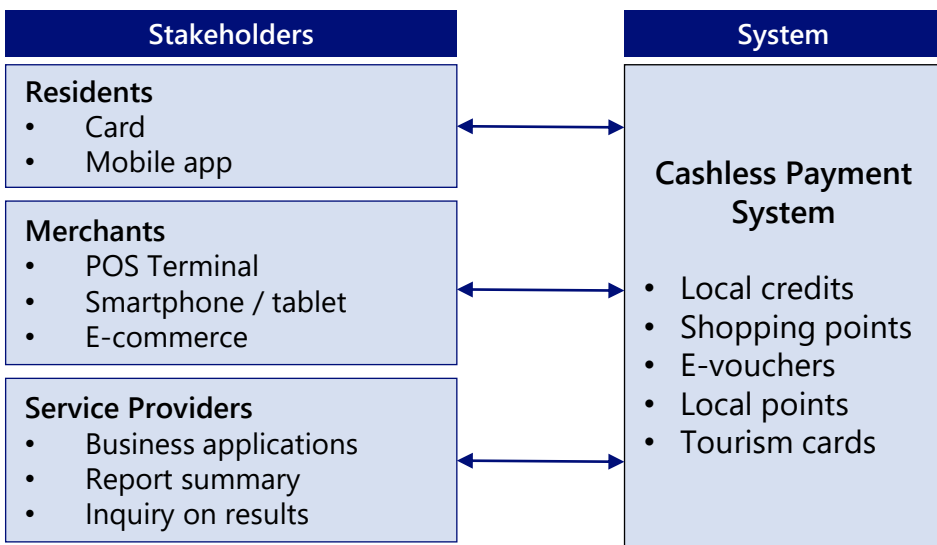 Stakeholders
Residents
• Card
• Mobile app
Merchants
• POS Terminal
• Smartphone / tablet
• E-commerce
Service Providers
• Business applications
• Report summary
• Inquiry on results
System
Cashless Payment
System
• Local credits
• Shopping points
• E-vouchers
• Local points
• Tourism cards